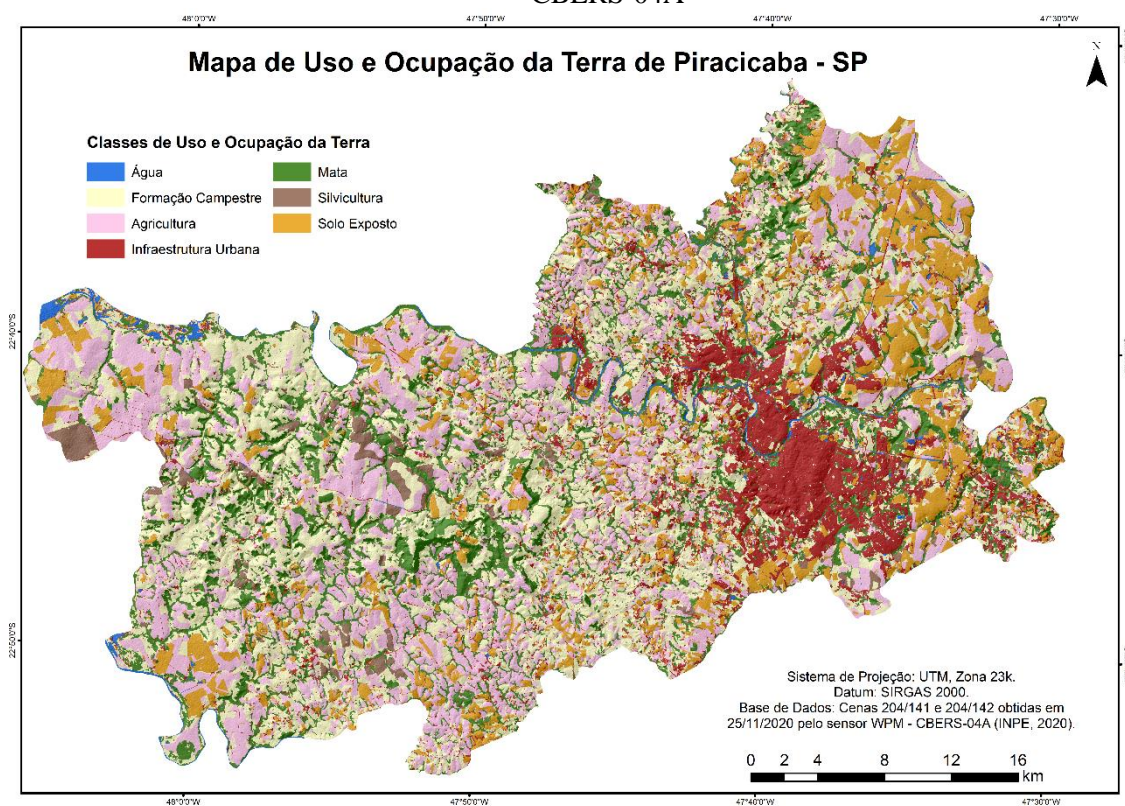 CBERS-04A
48°0'0"W 47°50'0"W 47°40'0"W 47°30'0"W
Mapa de Uso e Ocupação da Terra de Piracicaba - SP
N
Classes de Uso e Ocupação da Terra
Água
Mata
Formação Campestre
Silvicultura
Agricultura
Solo Exposto
Infraestrutura Urbana
22°40'0"S
22°50'0"S
Sistema de Projeção: UTM, Zona 23k.
Datum: SIRGAS 2000.
Base de Dados: Cenas 204/141 e 204/142 obtidas em
25/11/2020 pelo sensor WPM - CBERS-04A (INPE, 2020).
0 2 4 8 12 16
km
48°0'0"W 47°50'0"W 47°40'0"W 47°30'0"W